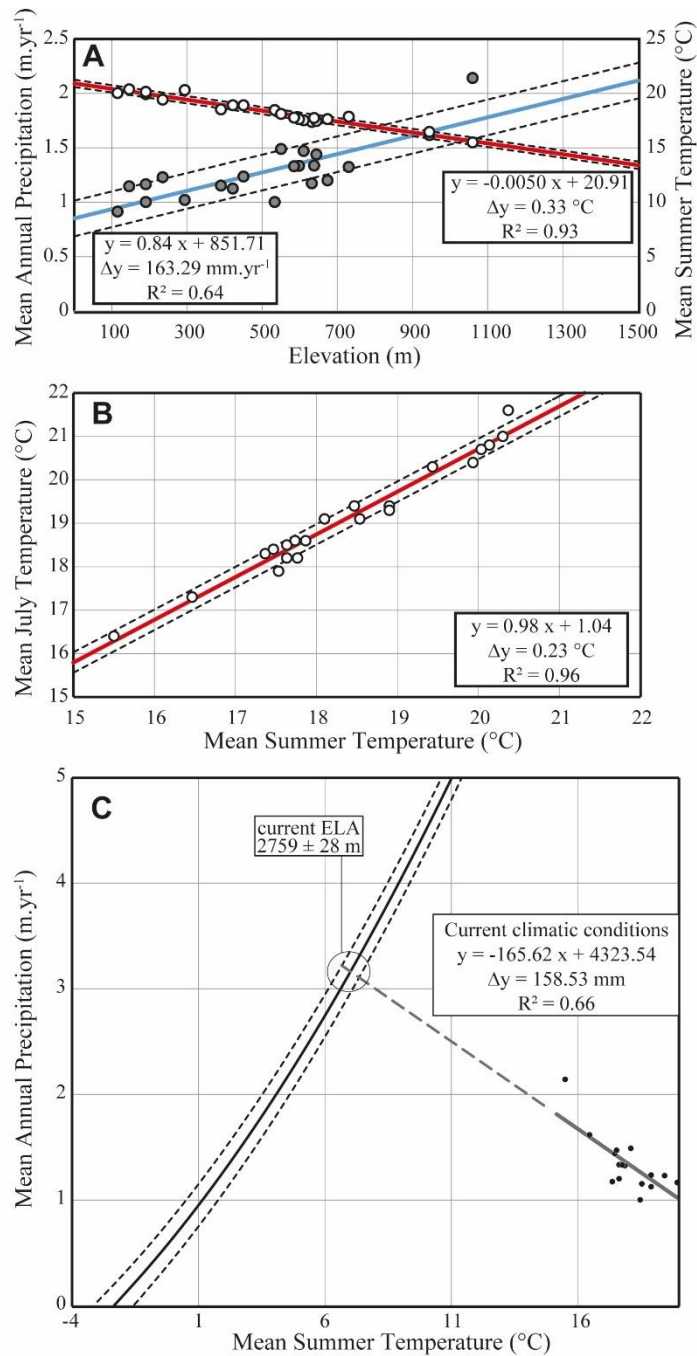 A
Mean Annual Precipitation (m.yr⁻¹)
2.5
2
1.5
1
0.5
0
Mean Summer Temperature (°C)
25
20
15
10
5
0
y = -0.0050 x + 20.91
Δy = 0.33 °C
R² = 0.93
y = 0.84 x + 851.71
Δy = 163.29 mm.yr⁻¹
R² = 0.64
100 300 500 700 900 1100 1300 1500
Elevation (m)
B
Mean July Temperature (°C)
22
21
20
19
18
17
16
15
y = 0.98 x + 1.04
Δy = 0.23 °C
R² = 0.96
15 16 17 18 19 20 21 22
Mean Summer Temperature (°C)
C
Mean Annual Precipitation (m.yr⁻¹)
5
4
3
2
1
0
current ELA
2759 ± 28 m
Current climatic conditions
y = -165.62 x + 4323.54
Δy = 158.53 mm
R² = 0.66
-4 1 6 11 16
Mean Summer Temperature (°C)